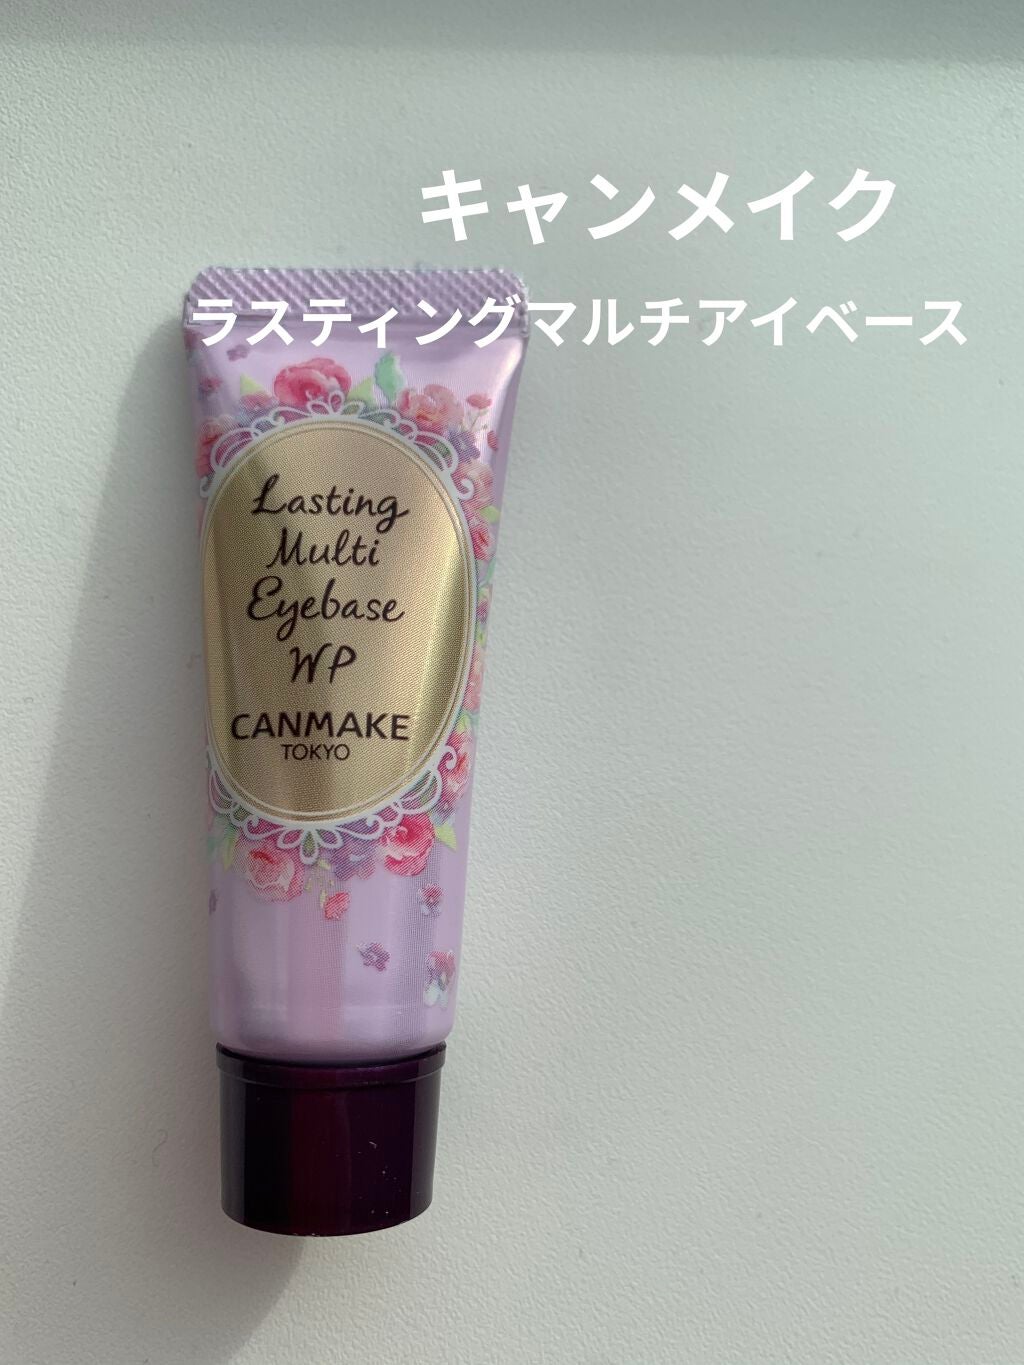 キャンメイク
ラスティングマルチアイベース
Lasting
Multi
Eyebase
WP
CANMAKE
TOKYO